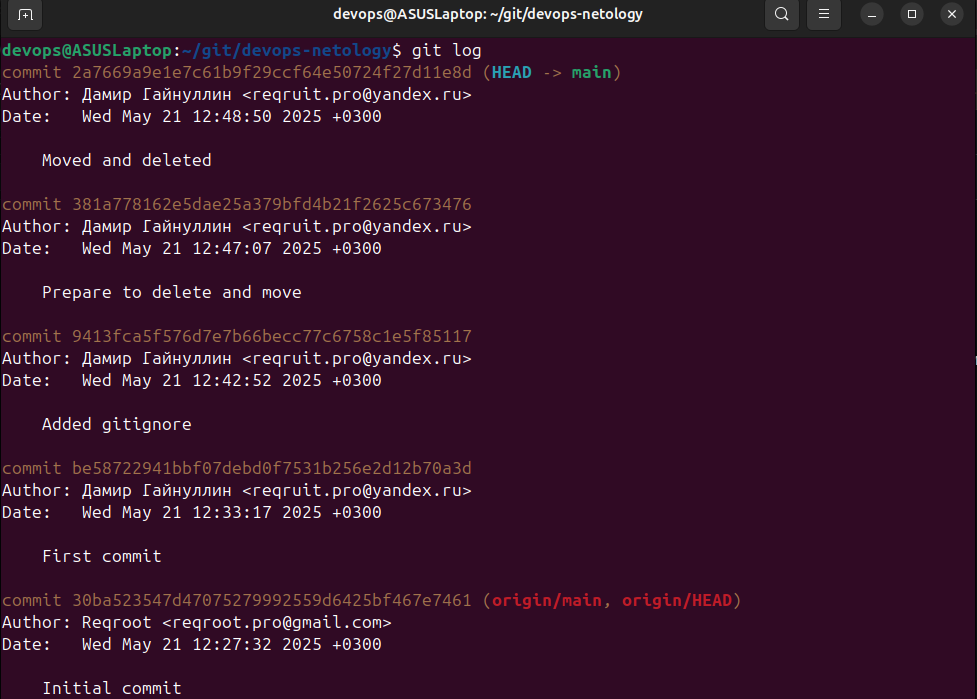 devops@ASUSLaptop: ~/git/devops-netology
devops@ASUSLaptop:~/git/devops-netology$ git log
commit 2a7669a9e1e7c61b9f29ccf64e50724f27d11e8d (HEAD -> main)
Author: Дамир Гайнуллин <reqruit.pro@yandex.ru>
Date:   Wed May 21 12:48:50 2025 +0300
Moved and deleted
commit 381a778162e5dae25a379bfd4b21f2625c673476
Author: Дамир Гайнуллин <reqruit.pro@yandex.ru>
Date:   Wed May 21 12:47:07 2025 +0300
Prepare to delete and move
commit 9413fca5f576d7e7b66becc77c6758c1e5f85117
Author: Дамир Гайнуллин <reqruit.pro@yandex.ru>
Date:   Wed May 21 12:42:52 2025 +0300
Added gitignore
commit be58722941bbf07debd0f7531b256e2d12b70a3d
Author: Дамир Гайнуллин <reqruit.pro@yandex.ru>
Date:   Wed May 21 12:33:17 2025 +0300
First commit
commit 30ba523547d47075279992559d6425bf467e7461 (origin/main, origin/HEAD)
Author: Reqroot <reqroot.pro@gmail.com>
Date:   Wed May 21 12:27:32 2025 +0300
Initial commit